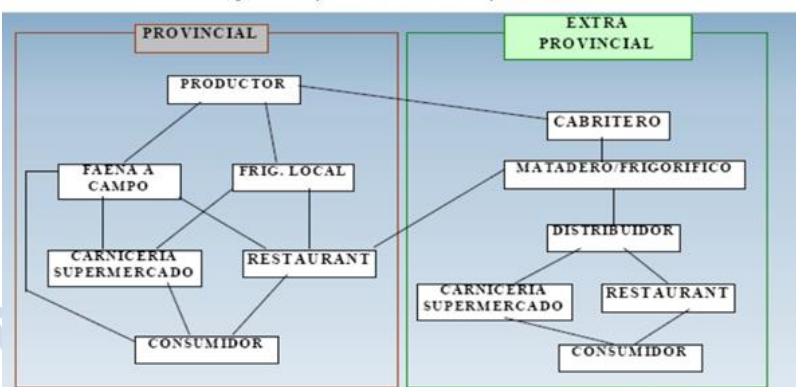 PROVINCIAL
EXTRA
PROVINCIAL
PRODUCTOR
CABRITERO
FAENA A
CAMPO
FRIG. LOCAL
MATADERO/FRIGORIFICO
CARNICERIA
SUPERMERCADO
RESTAURANT
DISTRIBUIDOR
CARNICERIA
SUPERMERCADO
RESTAURANT
CONSUMIDOR
CONSUMIDOR